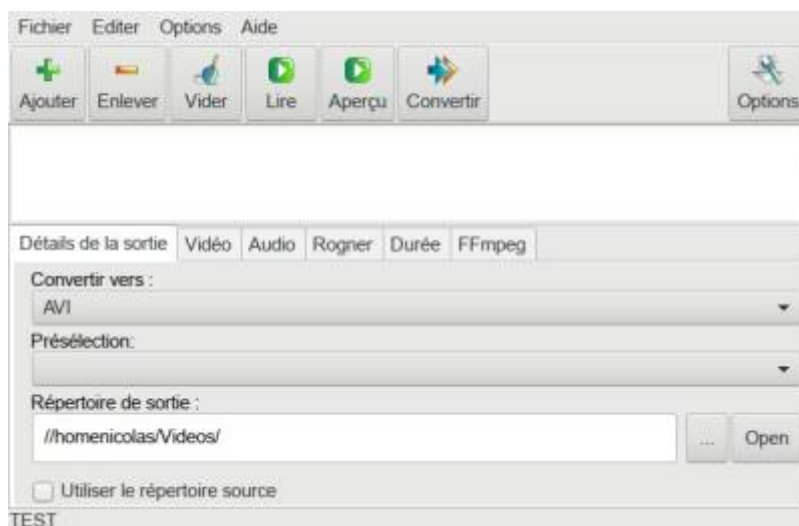 Fichier Editer Options Aide
Ajouter Enlever Vider Lire Aperçu Convertir Options
Détails de la sortie Vidéo Audio Rogner Durée FFmpeg
Convertir vers :
AVI
Présélection:
Répertoire de sortie :
//homenicolas/Videos/ ... Open
Utiliser le répertoire source
TEST